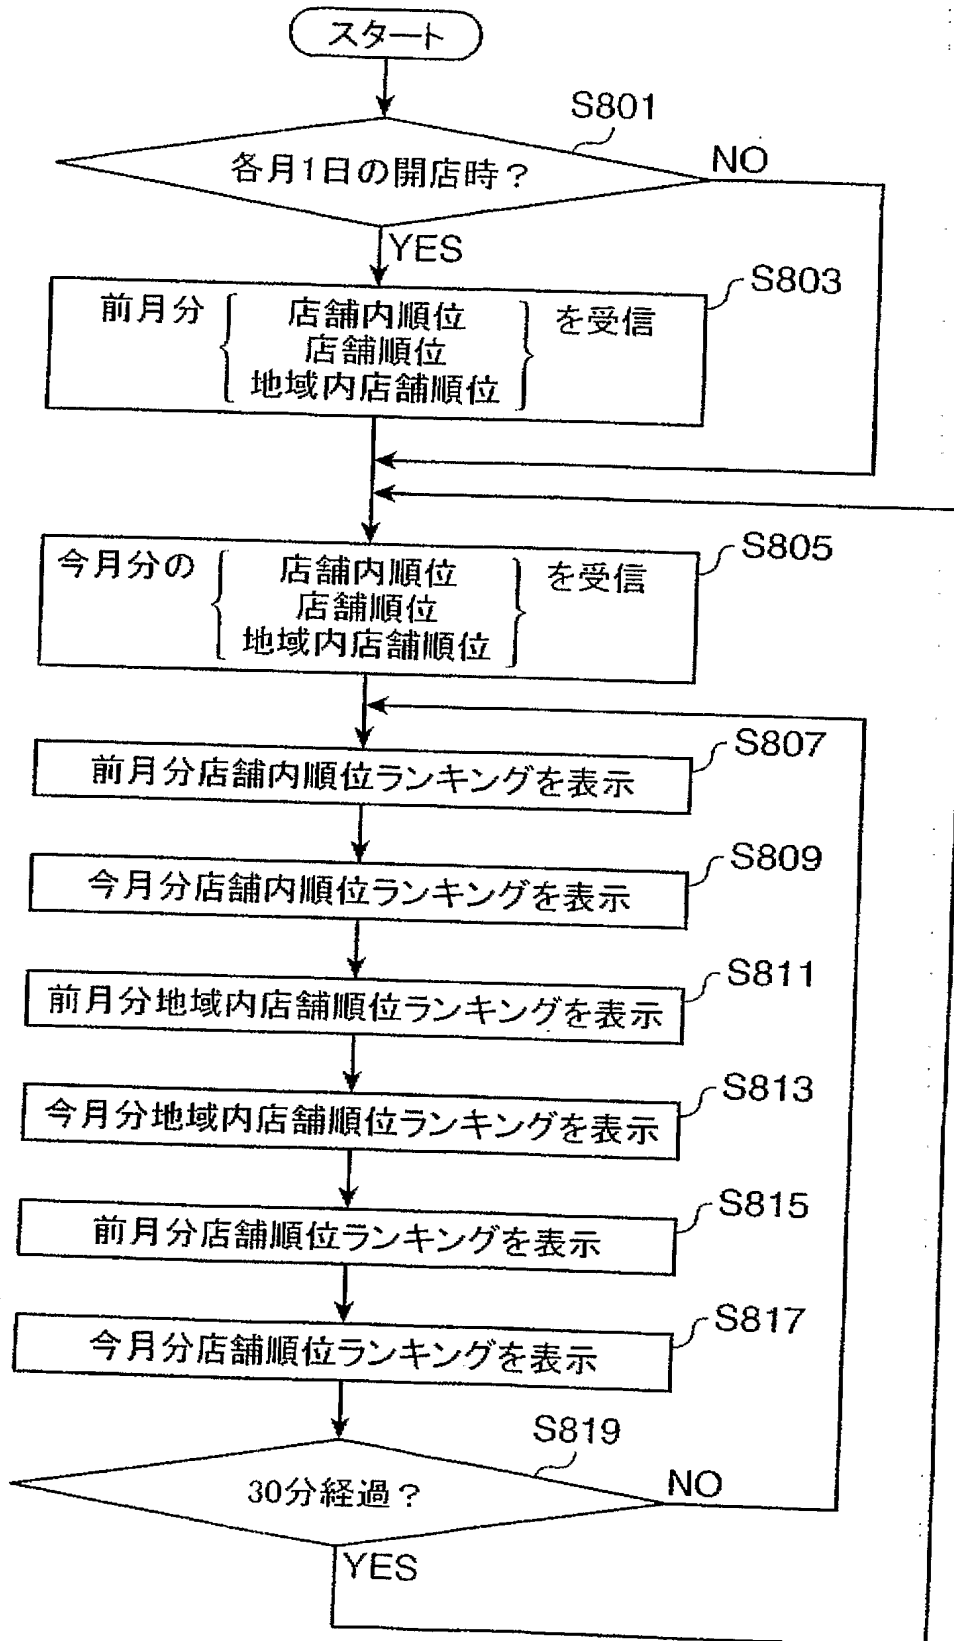 スタート
S801
各月1日の開店時？
NO
YES
S803
前月分 { 店舗内順位 } を受信
店舗順位
地域内店舗順位
S805
今月分の { 店舗内順位 } を受信
店舗順位
地域内店舗順位
S807
前月分店舗内順位ランキングを表示
S809
今月分店舗内順位ランキングを表示
S811
前月分地域内店舗順位ランキングを表示
S813
今月分地域内店舗順位ランキングを表示
S815
前月分店舗順位ランキングを表示
S817
今月分店舗順位ランキングを表示
S819
30分経過？
NO
YES